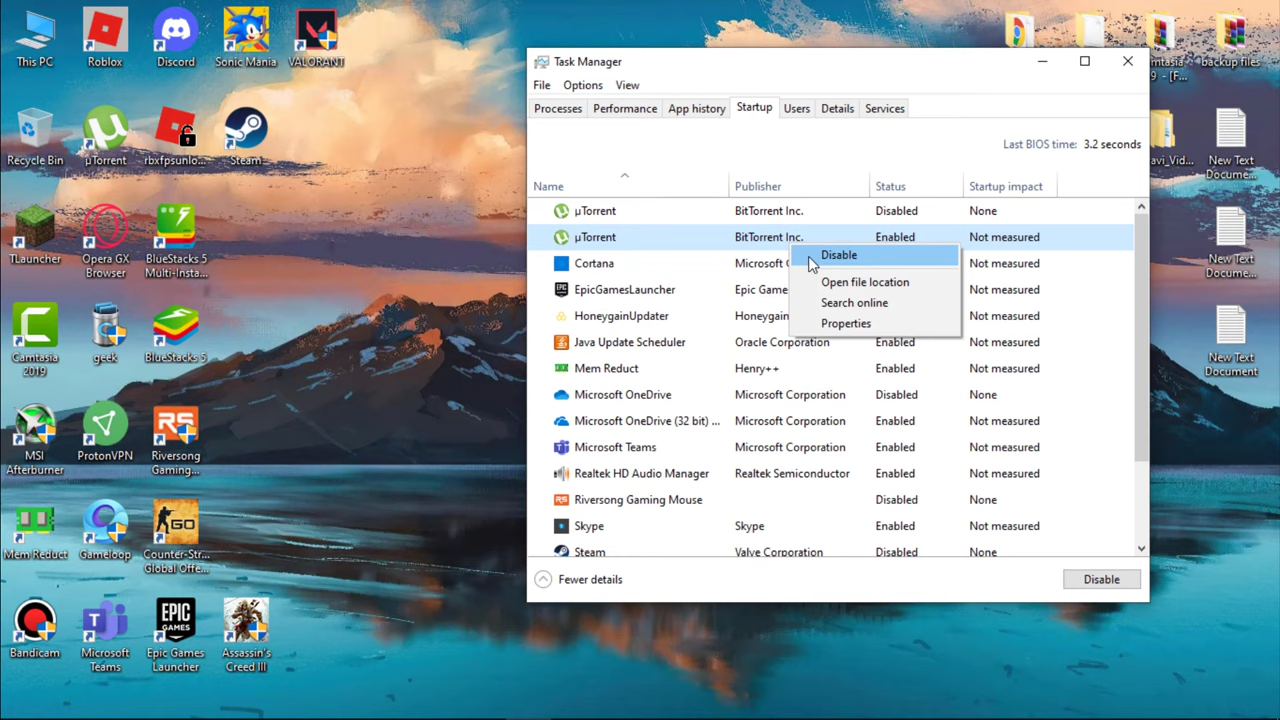 This PC
Roblox
Discord
Sonic Mania
VALORANT
Recycle Bin
µTorrent
rbxfpsunlo...
Steam
TLauncher
Opera GX
Browser
BlueStacks 5
Multi-Insta...
Camtasia
2019
geek
BlueStacks 5
MSI
Afterburner
ProtonVPN
Riversong
Gaming...
Mem Reduct
Gameloop
Counter-Str...
Global Offe...
Bandicam
Microsoft
Teams
Epic Games
Launcher
Assassin's
Creed III
Task Manager
File Options View
Processes Performance App history Startup Users Details Services
Last BIOS time: 3.2 seconds
Name Publisher Status Startup impact
µTorrent BitTorrent Inc. Disabled None
µTorrent BitTorrent Inc. Enabled Not measured
Cortana Microsoft Not measured
EpicGamesLauncher Epic Game Not measured
HoneygainUpdater Honeygain Not measured
Java Update Scheduler Oracle Corporation Enabled Not measured
Mem Reduct Henry++ Enabled Not measured
Microsoft OneDrive Microsoft Corporation Disabled None
Microsoft OneDrive (32 bit) ... Microsoft Corporation Enabled Not measured
Microsoft Teams Microsoft Corporation Enabled Not measured
Realtek HD Audio Manager Realtek Semiconductor Enabled Not measured
Riversong Gaming Mouse Disabled None
Skype Skype Enabled Not measured
Steam Valve Corporation Disabled None
Disable
Open file location
Search online
Properties
Fewer details
Disable
mtasia
9 - [F...
backup files
avi_Vid...
New Text
Docume...
New Text
Docume...
New Text
Document